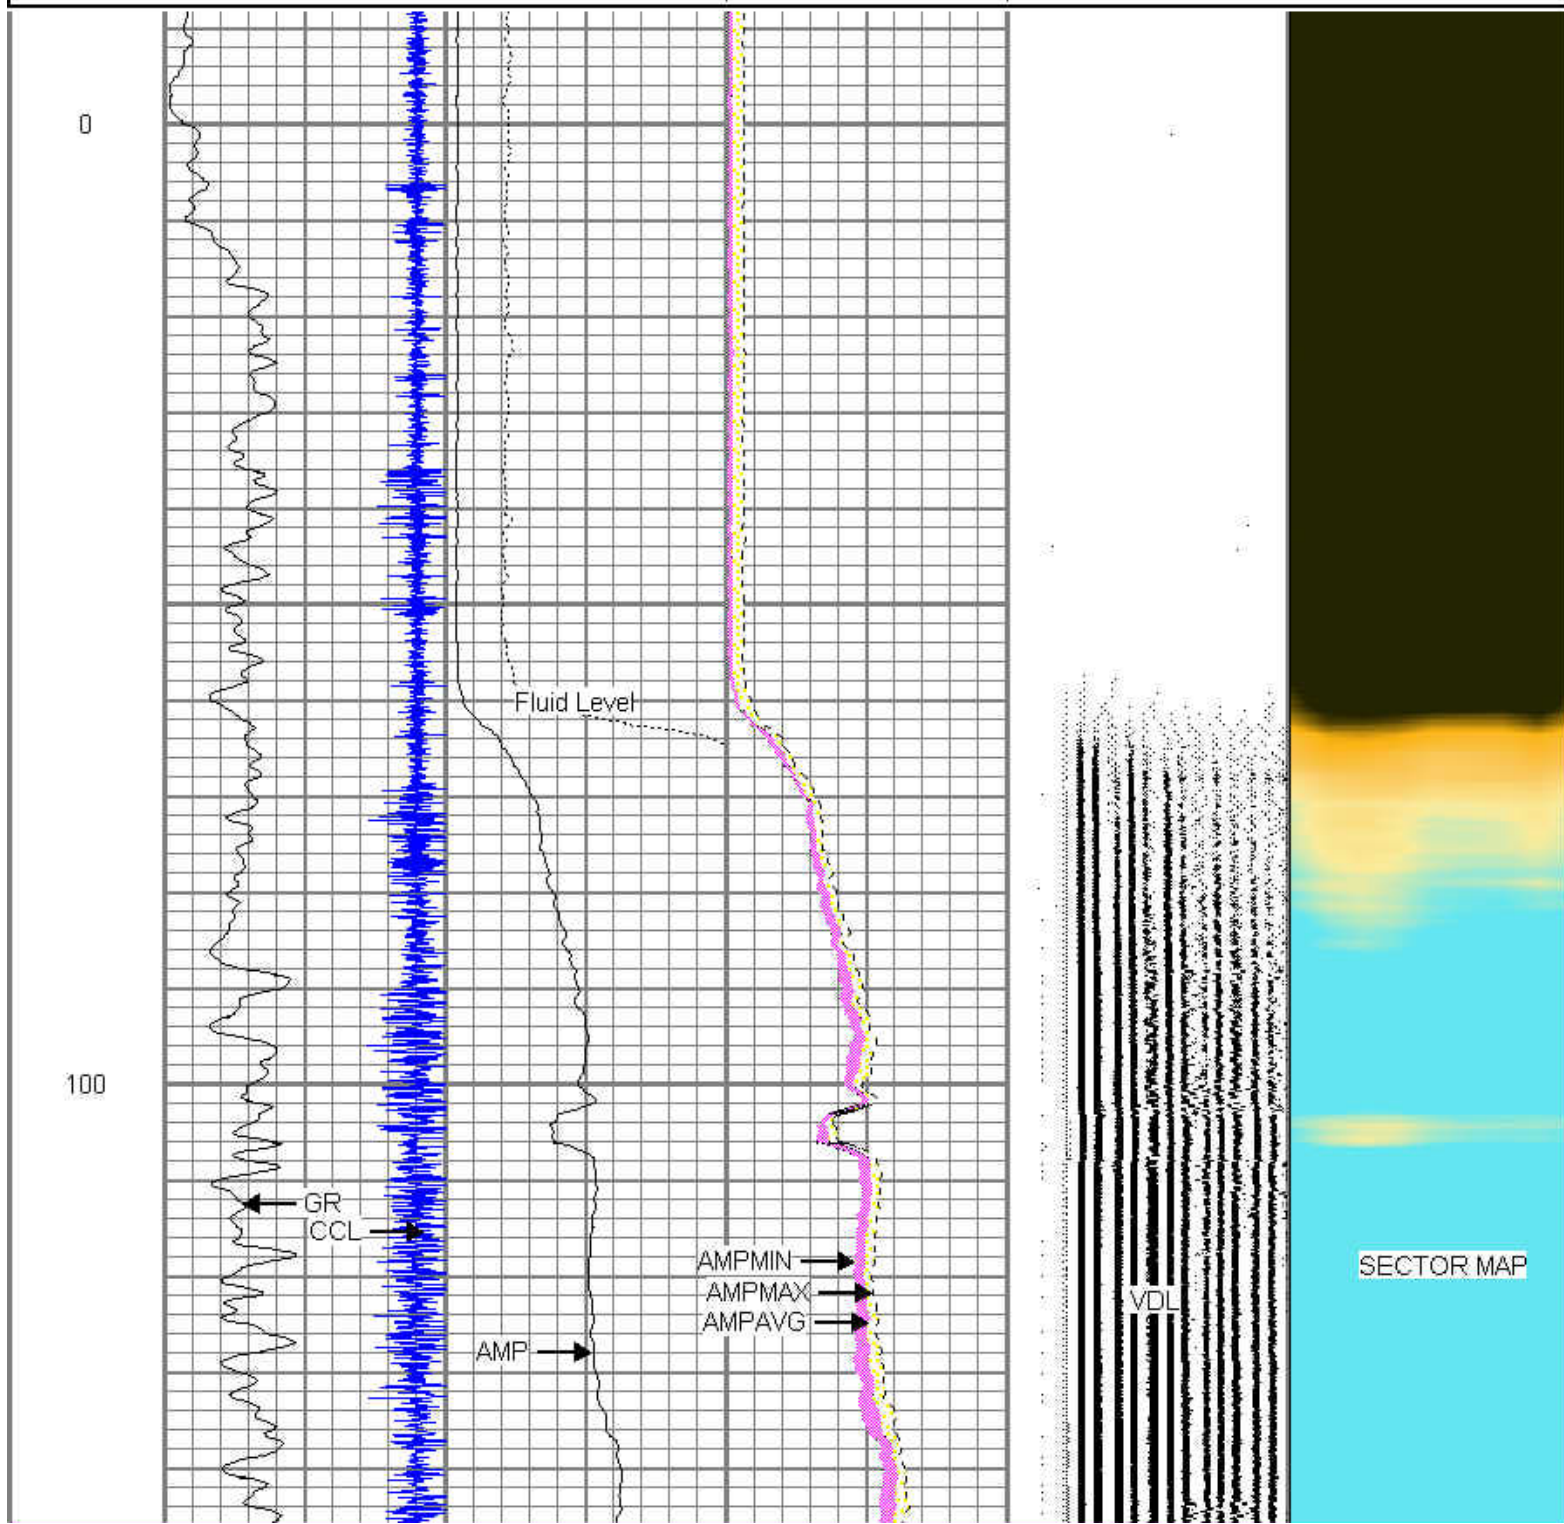 0
Fluid Level
100
GR
CCL
AMPMIN
SECTOR MAP
AMPMAX
VDL
AMPAVG
AMP